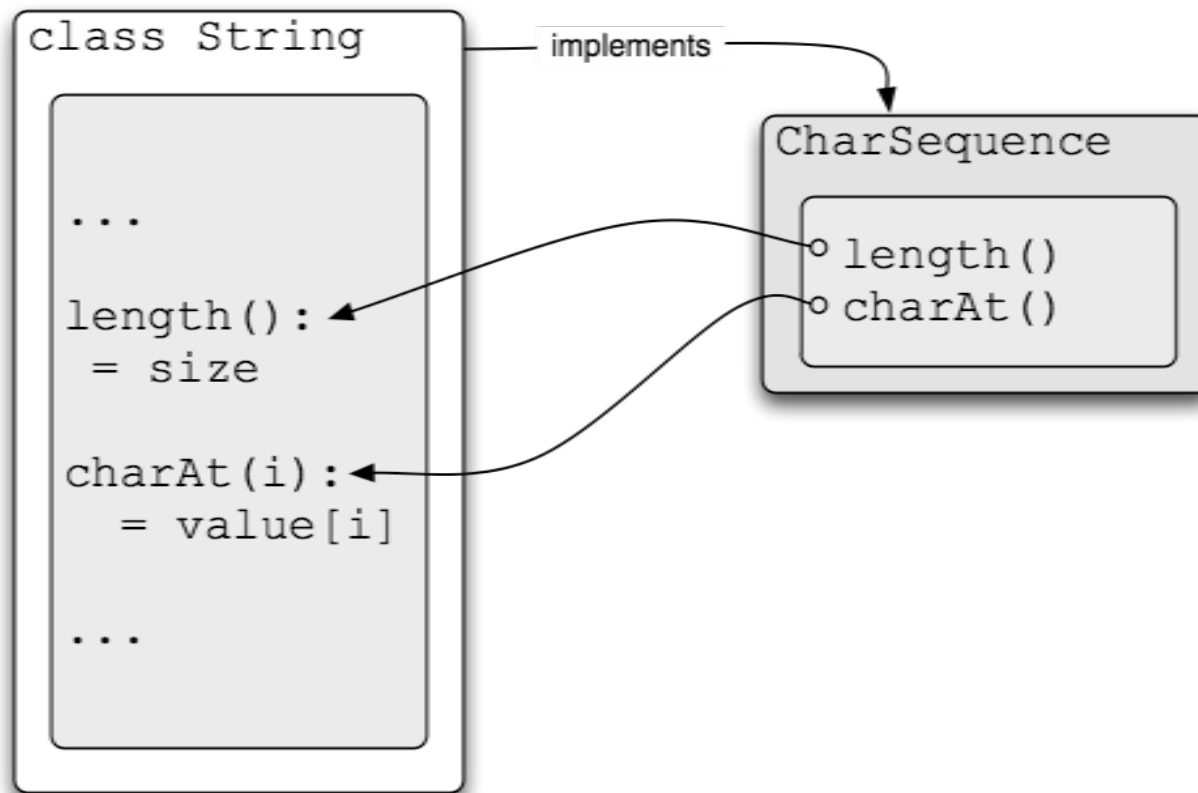 class String
...
length():
= size
charAt(i):
= value[i]
...
implements
CharSequence
length()
charAt()